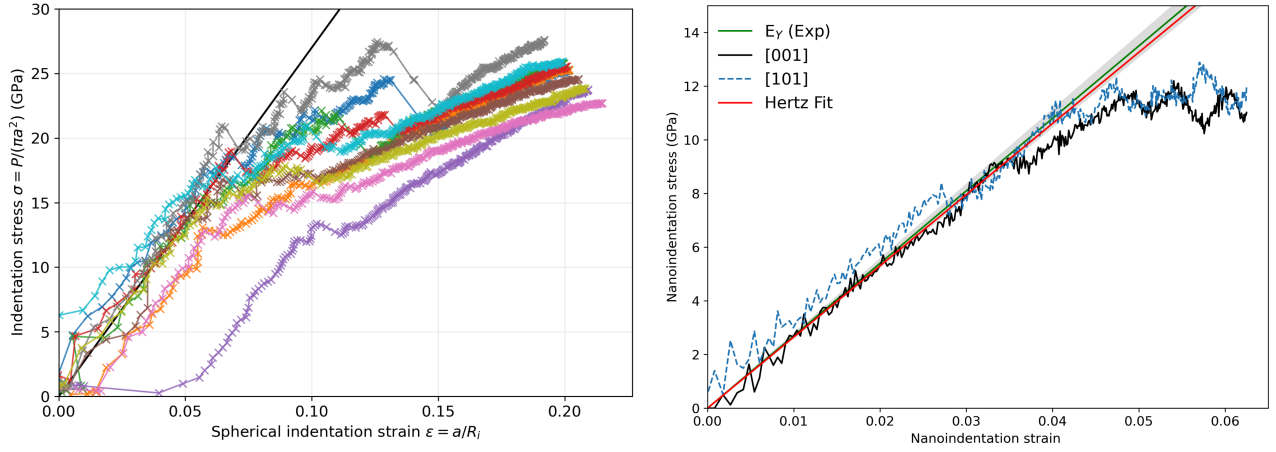 30
25
20
15
10
5
0
Indentation stress σ = P/(πa²) (GPa)
0.00 0.05 0.10 0.15 0.20
Spherical indentation strain ε = a/Rᵢ
E_Y (Exp)
[001]
[101]
Hertz Fit
14
12
10
8
6
4
2
0
Nanoindentation stress (GPa)
0.00 0.01 0.02 0.03 0.04 0.05 0.06
Nanoindentation strain